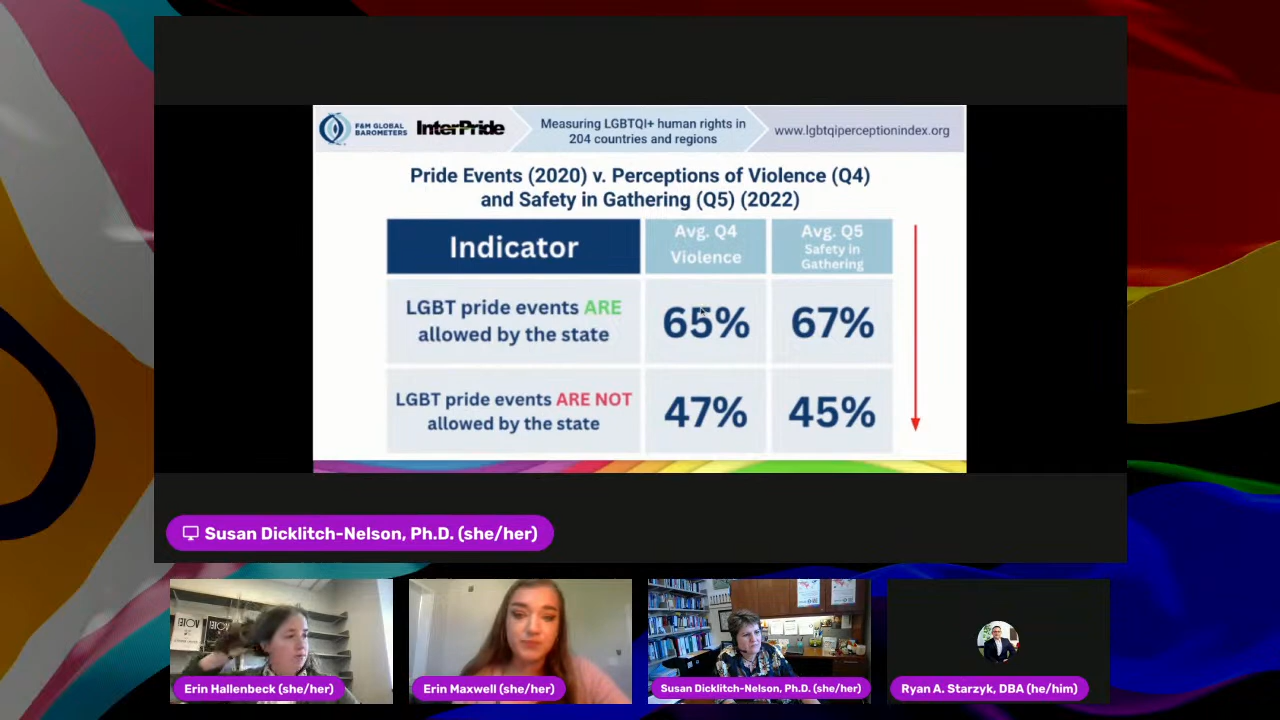 F&M GLOBAL
BAROMETERS
InterPride
Measuring LGBTQI+ human rights in
204 countries and regions
www.lgbtqiperceptionindex.org
Pride Events (2020) v. Perceptions of Violence (Q4)
and Safety in Gathering (Q5) (2022)
Indicator
Avg. Q4
Violence
Avg. Q5
Safety in
Gathering
LGBT pride events ARE
allowed by the state
65%
67%
LGBT pride events ARE NOT
allowed by the state
47%
45%
Susan Dicklitch-Nelson, Ph.D. (she/her)
Erin Hallenbeck (she/her)
Erin Maxwell (she/her)
Susan Dicklitch-Nelson, Ph.D. (she/her)
Ryan A. Starzyk, DBA (he/him)